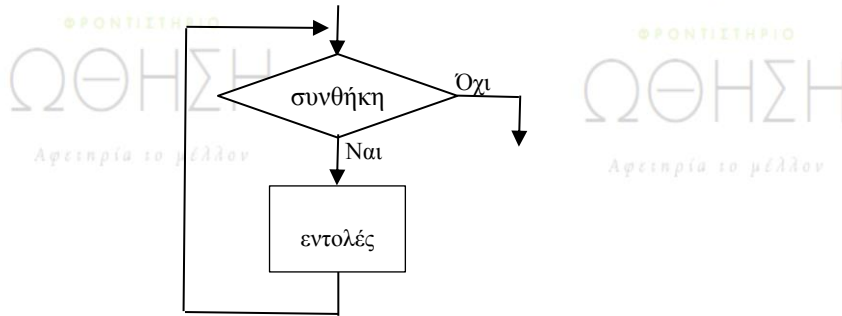 ΦΡΟΝΤΙΣΤΗΡΙΟ
ΩΘΗΣΗ
Αφετηρία το μέλλον
ΦΡΟΝΤΙΣΤΗΡΙΟ
ΩΘΗΣΗ
Αφετηρία το μέλλον
συνθήκη
Όχι
Ναι
εντολές